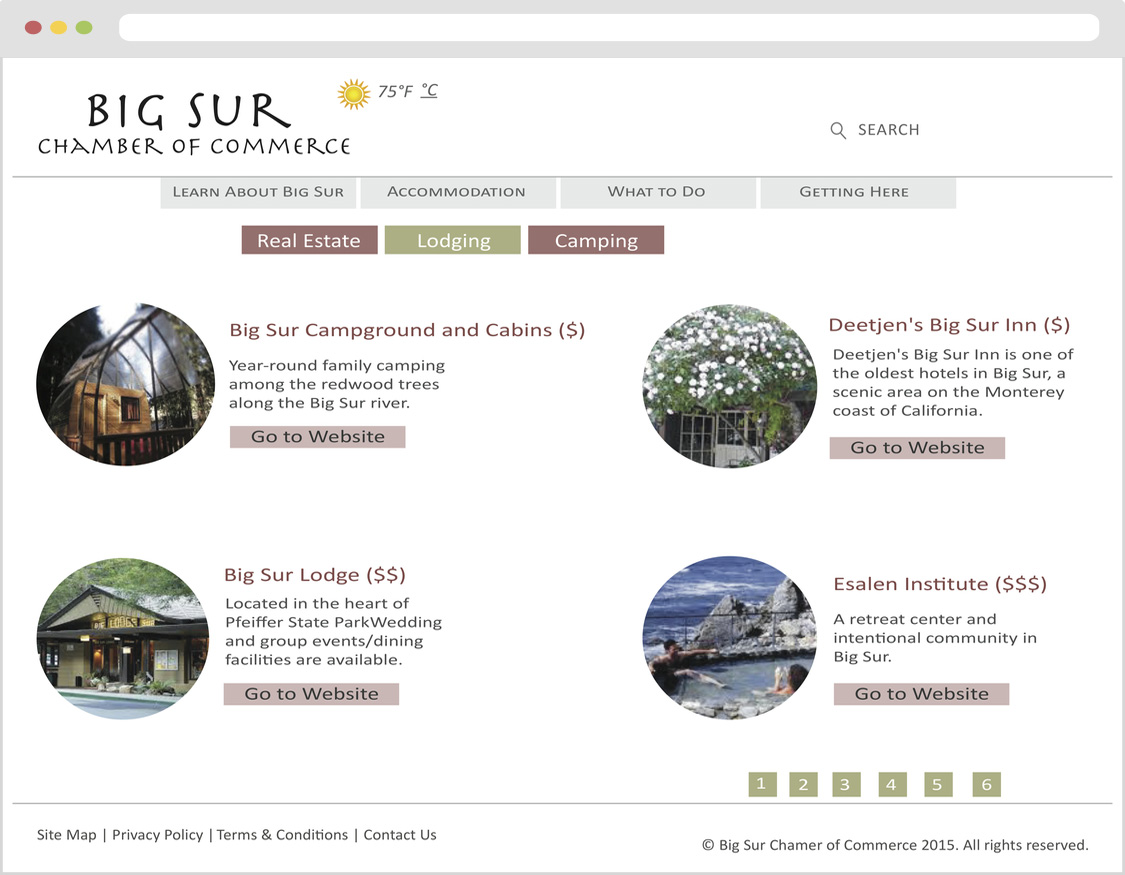 BIG SUR
CHAMBER OF COMMERCE
75°F °C
SEARCH
Learn About Big Sur
Accommodation
What to Do
Getting Here
Real Estate
Lodging
Camping
Big Sur Campground and Cabins ($)
Year-round family camping
among the redwood trees
along the Big Sur river.
Go to Website
Deetjen's Big Sur Inn ($)
Deetjen's Big Sur Inn is one of
the oldest hotels in Big Sur, a
scenic area on the Monterey
coast of California.
Go to Website
Big Sur Lodge ($$)
Located in the heart of
Pfeiffer State ParkWedding
and group events/dining
facilities are available.
Go to Website
Esalen Institute ($$$)
A retreat center and
intentional community in
Big Sur.
Go to Website
1 2 3 4 5 6
Site Map | Privacy Policy | Terms & Conditions | Contact Us
© Big Sur Chamer of Commerce 2015. All rights reserved.